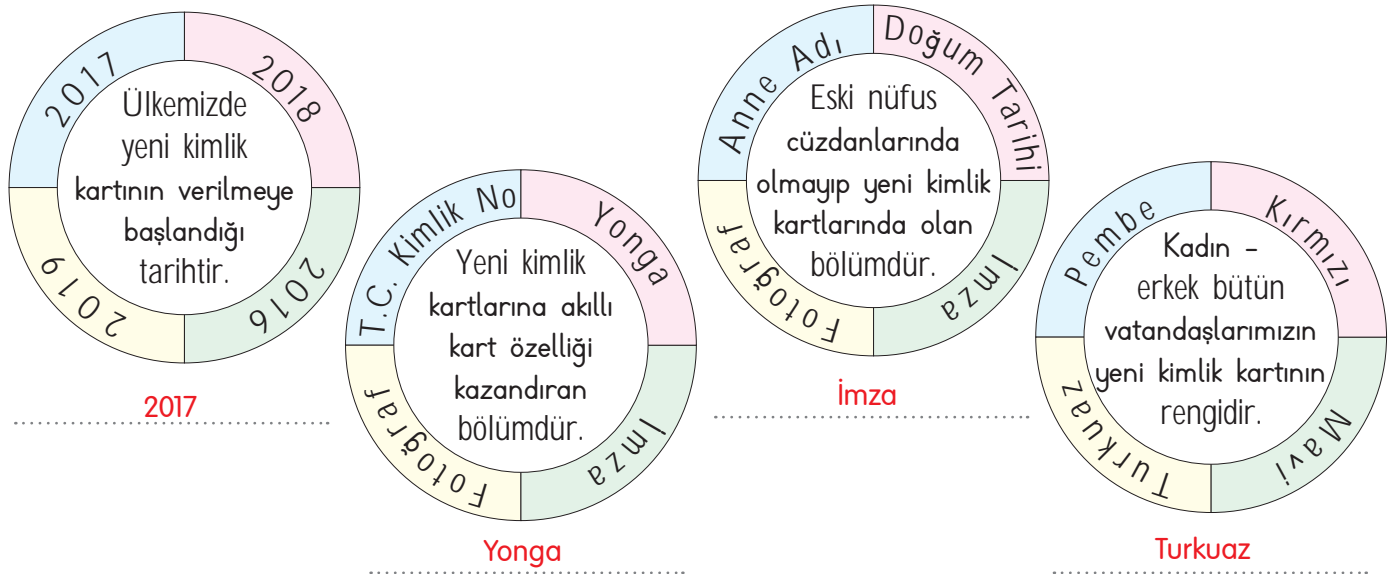 2017
2018
2019
2016
Ülkemizde
yeni kimlik
kartının verilmeye
başlandığı
tarihtir.
2017
T.C. Kimlik No
Yonga
Fotoğraf
İmza
Yeni kimlik
kartlarına akıllı
kart özelliği
kazandıran
bölümdür.
Yonga
Anne Adı
Doğum Tarihi
Fotoğraf
İmza
Eski nüfus
cüzdanlarında
olmayıp yeni kimlik
kartlarında olan
bölümdür.
İmza
Pembe
Kırmızı
Turkuaz
Mavi
Kadın -
erkek bütün
vatandaşlarımızın
yeni kimlik kartının
rengidir.
Turkuaz